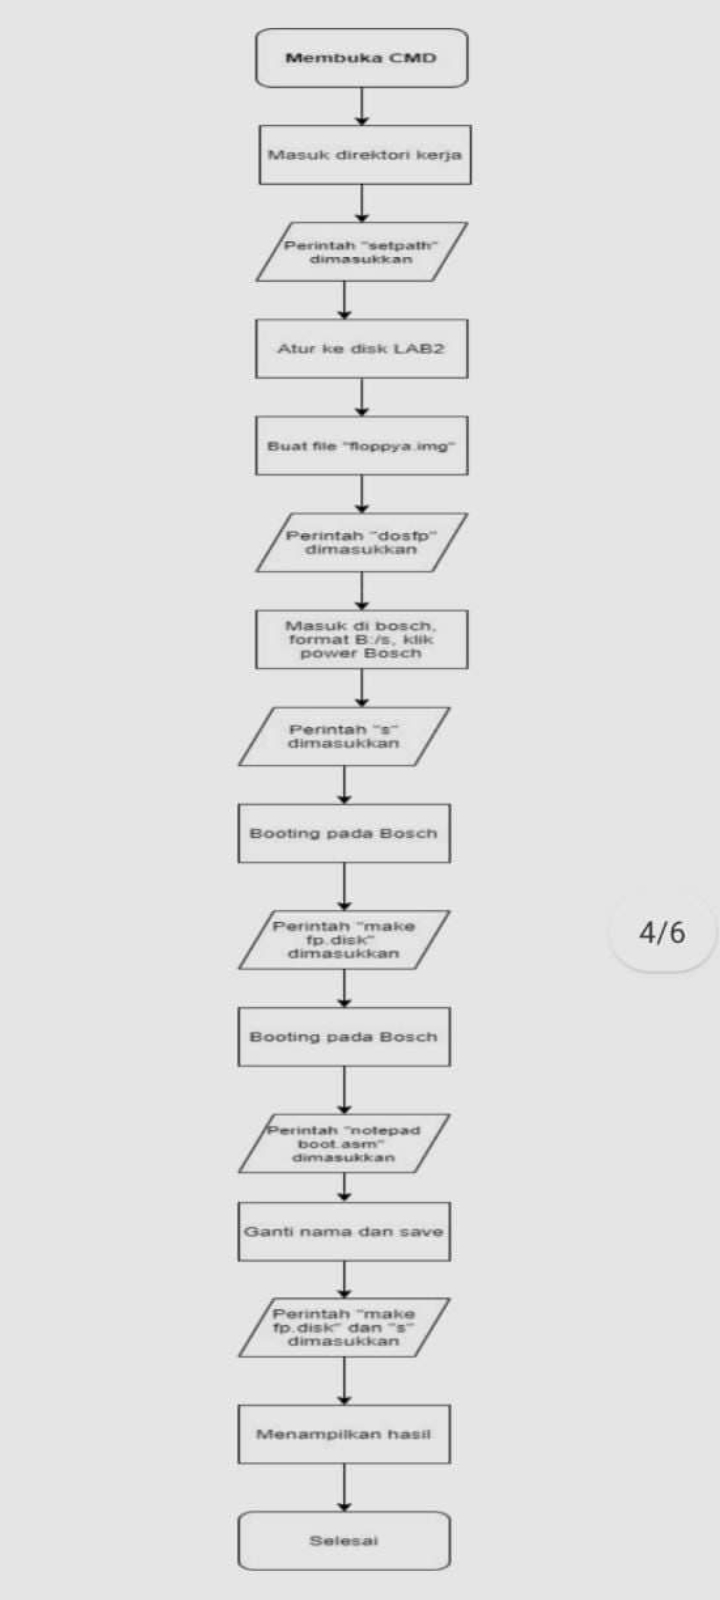 Membuka CMD
Masuk direktori kerja
Perintah "setpath"
dimasukkan
Atur ke disk LAB2
Buat file "floppya.img"
Perintah "dosfp"
dimasukkan
Masuk di bosch,
format B:/s, klik
power Bosch
Perintah "s"
dimasukkan
Booting pada Bosch
Perintah "make
fp.disk"
dimasukkan
4/6
Booting pada Bosch
Perintah "notepad
boot.asm"
dimasukkan
Ganti nama dan save
Perintah "make
fp.disk" dan "s"
dimasukkan
Menampilkan hasil
Selesai